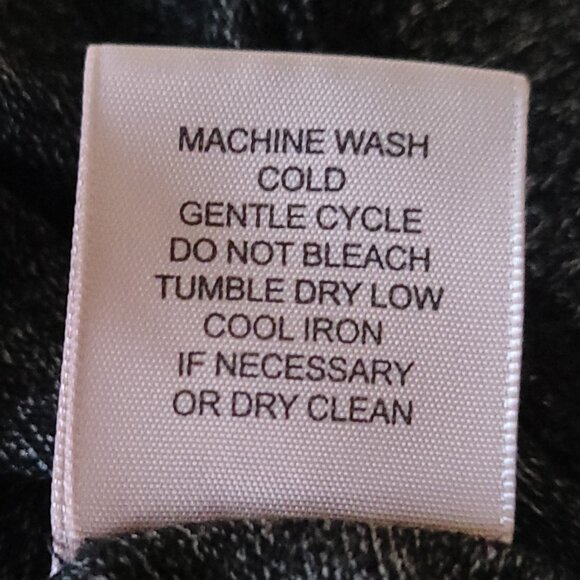 MACHINE WASH
COLD
GENTLE CYCLE
DO NOT BLEACH
TUMBLE DRY LOW
COOL IRON
IF NECESSARY
OR DRY CLEAN